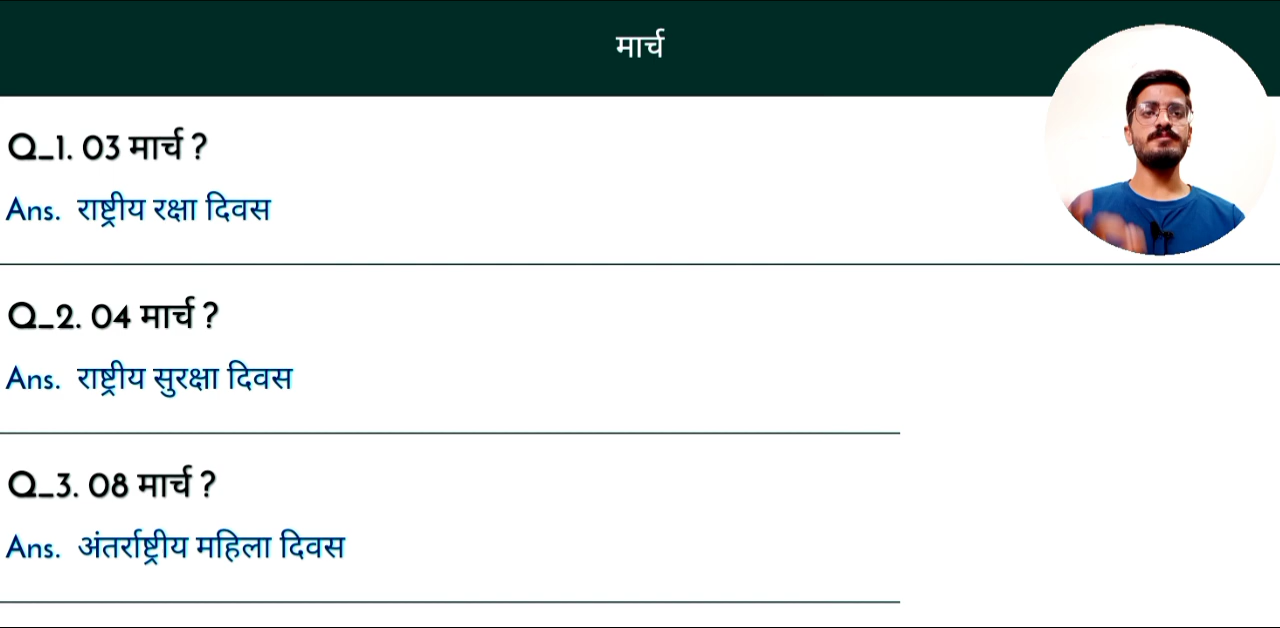 मार्च
Q_1. 03 मार्च ?
Ans. राष्ट्रीय रक्षा दिवस
Q_2. 04 मार्च ?
Ans. राष्ट्रीय सुरक्षा दिवस
Q_3. 08 मार्च ?
Ans. अंतर्राष्ट्रीय महिला दिवस